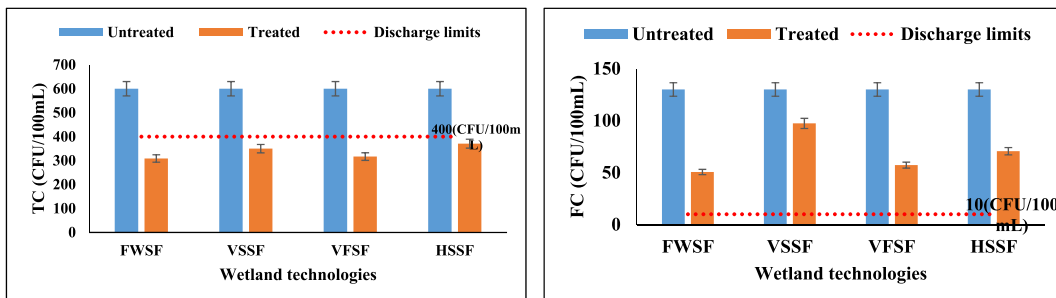 Untreated Treated Discharge limits
700
600
500
400
300
200
100
0
TC (CFU/100mL)
400(CFU/100m
L)
FWSF VSSF VFSF HSSF
Wetland technologies
Untreated Treated Discharge limits
150
100
50
0
FC (CFU/100mL)
10(CFU/100
mL)
FWSF VSSF VFSF HSSF
Wetland technologies